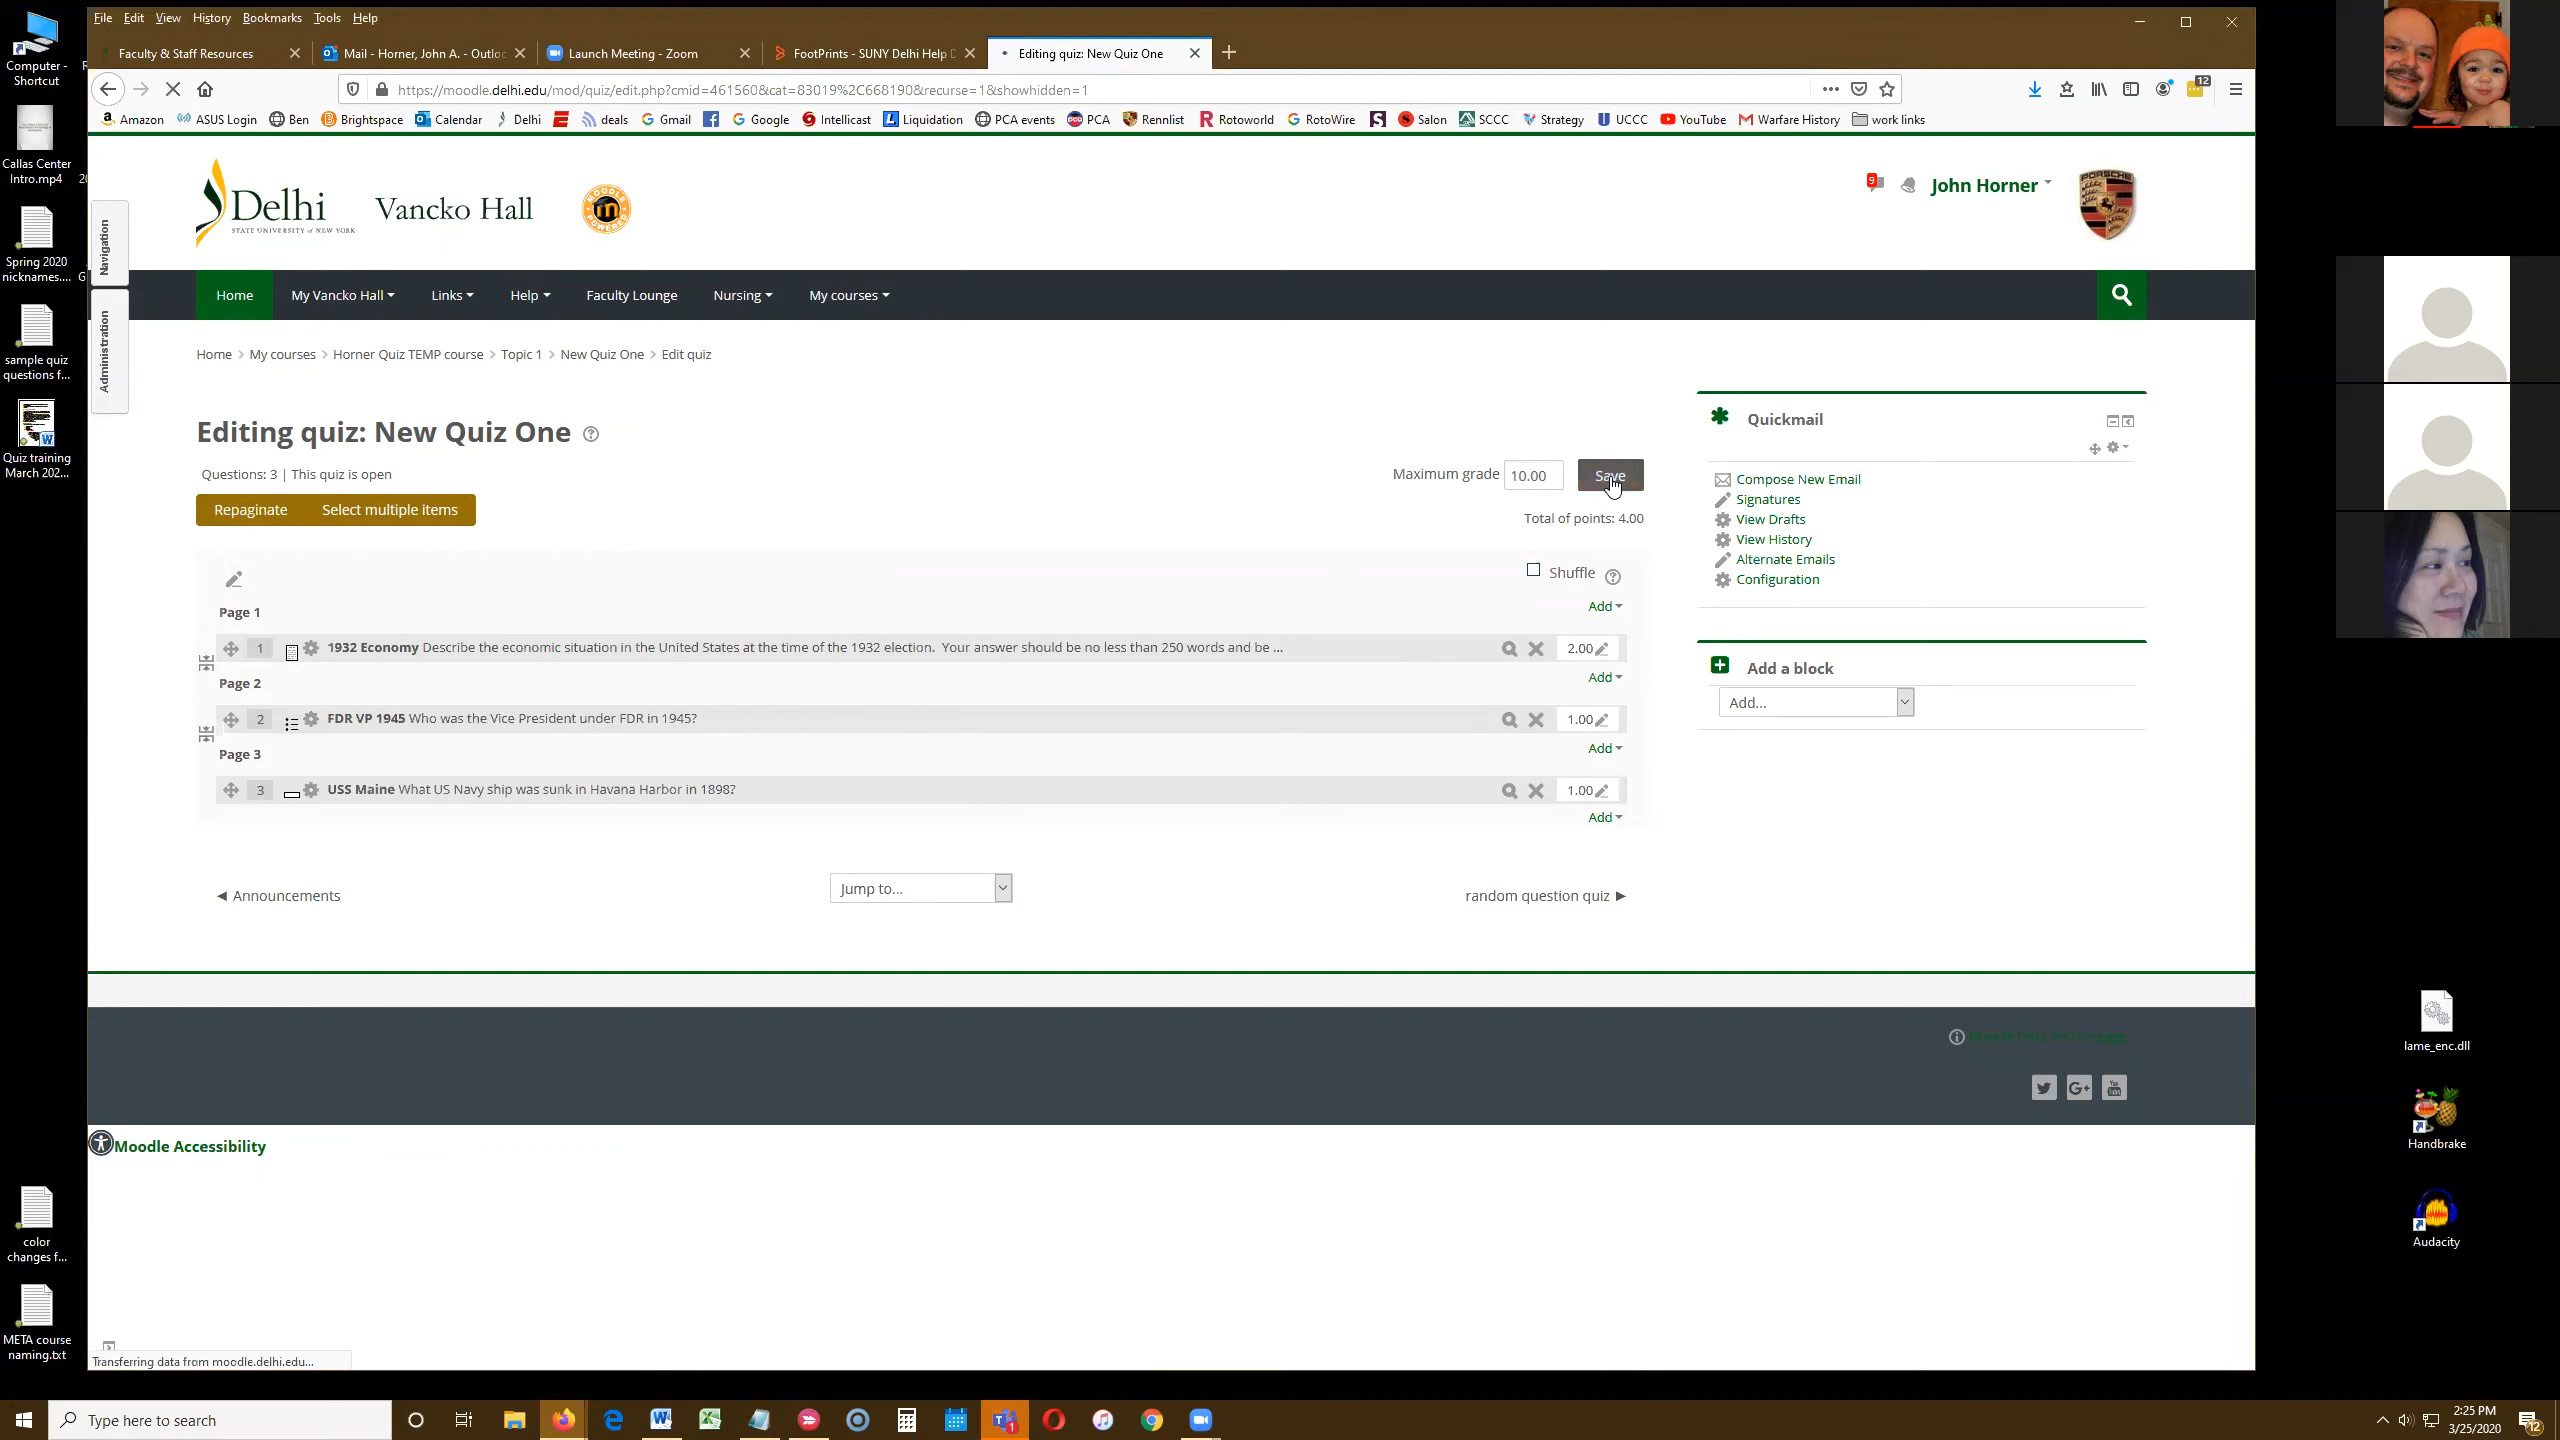 File Edit View History Bookmarks Tools Help
Faculty & Staff Resources
Mail - Horner, John A. - Outloo
Launch Meeting - Zoom
FootPrints - SUNY Delhi Help D
Editing quiz: New Quiz One
https://moodle.delhi.edu/mod/quiz/edit.php?cmid=461560&cat=83019%2C668190&recurse=1&showhidden=1
12
Amazon ASUS Login Ben Brightspace Calendar Delhi deals Gmail Google Intellicast Liquidation PCA events PCA Rennlist Rotoworld RotoWire Salon SCCC Strategy UCCC YouTube Warfare History work links
Delhi
STATE UNIVERSITY of NEW YORK
Vancko Hall
MOODLE
POWERED
9
John Horner
PORSCHE
Navigation
Administration
Home My Vancko Hall Links Help Faculty Lounge Nursing My courses
Home My courses Horner Quiz TEMP course Topic 1 New Quiz One Edit quiz
Editing quiz: New Quiz One
Questions: 3 | This quiz is open
Maximum grade 10.00 Save
Repaginate Select multiple items
Total of points: 4.00
Shuffle
Page 1
Add
1 1932 Economy Describe the economic situation in the United States at the time of the 1932 election. Your answer should be no less than 250 words and be ... 2.00
Page 2
Add
2 FDR VP 1945 Who was the Vice President under FDR in 1945? 1.00
Page 3
Add
3 USS Maine What US Navy ship was sunk in Havana Harbor in 1898? 1.00
Add
◄ Announcements
Jump to...
random question quiz ►
Quickmail
Compose New Email
Signatures
View Drafts
View History
Alternate Emails
Configuration
Add a block
Add...
Moodle Accessibility
Transferring data from moodle.delhi.edu...
Computer -
Shortcut
Callas Center
Intro.mp4
Spring 2020
nicknames....
sample quiz
questions f...
Quiz training
March 202...
color
changes f...
META course
naming.txt
lame_enc.dll
Handbrake
Audacity
Type here to search
2:25 PM
3/25/2020
12